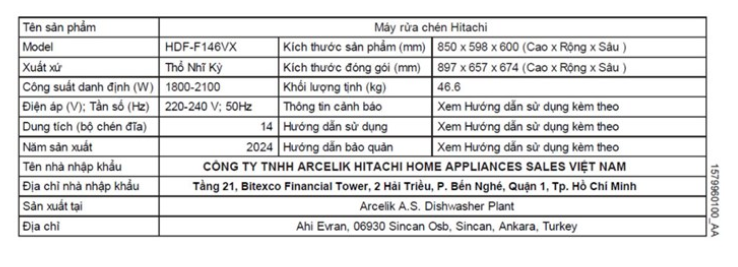 Tên sản phẩm Máy rửa chén Hitachi
Model HDF-F146VX Kích thước sản phẩm (mm) 850 x 598 x 600 (Cao x Rộng x Sâu )
Xuất xứ Thổ Nhĩ Kỳ Kích thước đóng gói (mm) 897 x 657 x 674 (Cao x Rộng x Sâu )
Công suất danh định (W) 1800-2100 Khối lượng tịnh (kg) 46.6
Điện áp (V); Tần số (Hz) 220-240 V; 50Hz Thông tin cảnh báo Xem Hướng dẫn sử dụng kèm theo
Dung tích (bộ chén đĩa) 14 Hướng dẫn sử dụng Xem Hướng dẫn sử dụng kèm theo
Năm sản xuất 2024 Hướng dẫn bảo quản Xem Hướng dẫn sử dụng kèm theo
Tên nhà nhập khẩu CÔNG TY TNHH ARCELIK HITACHI HOME APPLIANCES SALES VIỆT NAM
Địa chỉ nhà nhập khẩu Tầng 21, Bitexco Financial Tower, 2 Hải Triều, P. Bến Nghé, Quận 1, Tp. Hồ Chí Minh
Sản xuất tại Arcelik A.S. Dishwasher Plant
Địa chỉ Ahi Evran, 06930 Sincan Osb, Sincan, Ankara, Turkey
1579960100_AA